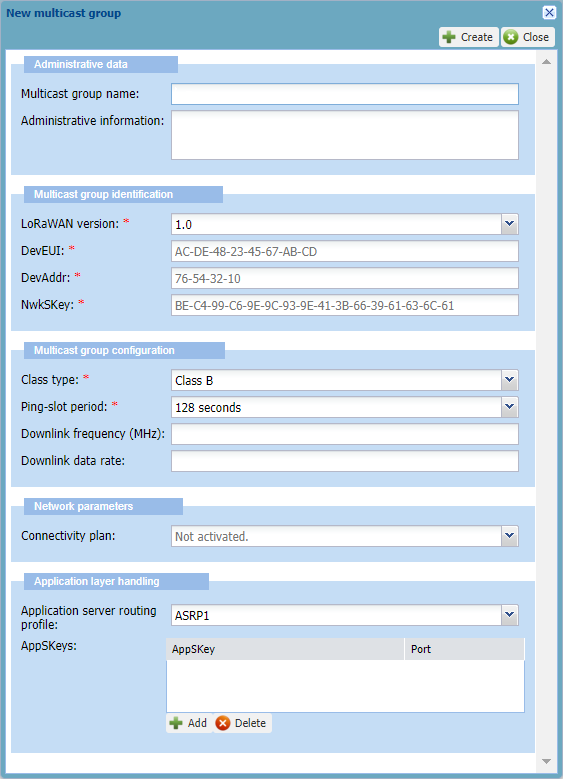 New multicast group
Create Close
Administrative data
Multicast group name:
Administrative information:
Multicast group identification
LoRaWAN version: * 1.0
DevEUI: * AC-DE-48-23-45-67-AB-CD
DevAddr: * 76-54-32-10
NwkSKey: * BE-C4-99-C6-9E-9C-93-9E-41-3B-66-39-61-63-6C-61
Multicast group configuration
Class type: * Class B
Ping-slot period: * 128 seconds
Downlink frequency (MHz):
Downlink data rate:
Network parameters
Connectivity plan: Not activated.
Application layer handling
Application server routing
profile: ASRP1
AppSKeys: AppSKey Port
Add Delete